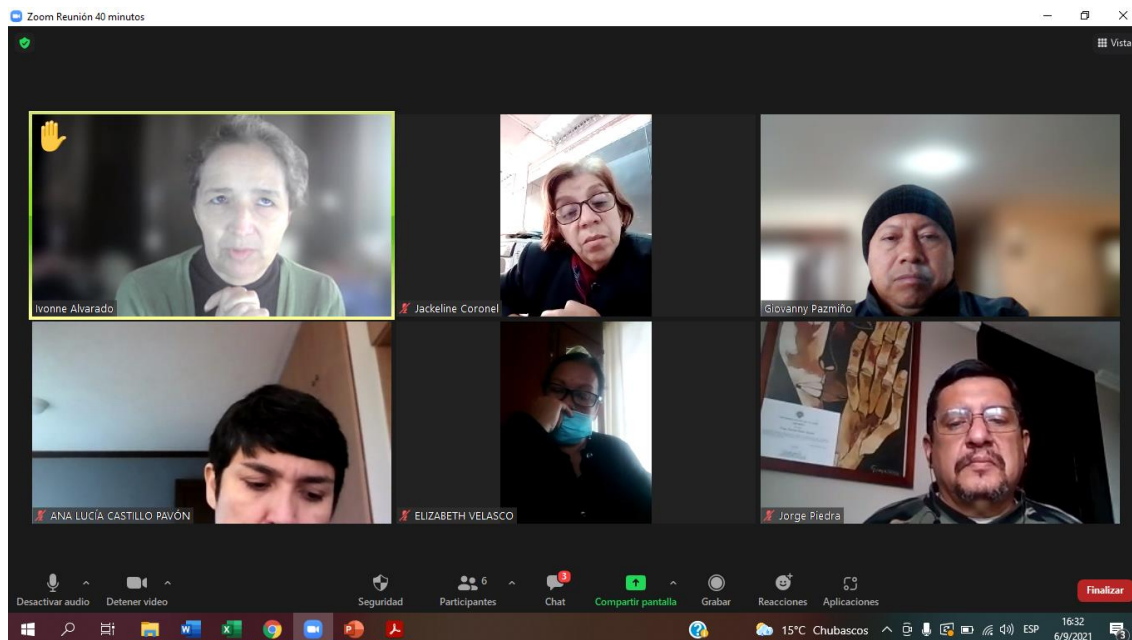 Zoom Reunión 40 minutos
Vista
Ivonne Alvarado
Jackeline Coronel
Giovanny Pazmiño
ANA LUCÍA CASTILLO PAVÓN
ELIZABETH VELASCO
Jorge Piedra
Desactivar audio
Detener video
Seguridad
6
Participantes
3
Chat
Compartir pantalla
Grabar
Reacciones
Aplicaciones
Finalizar
15°C Chubascos
ESP
16:32
6/9/2021
3